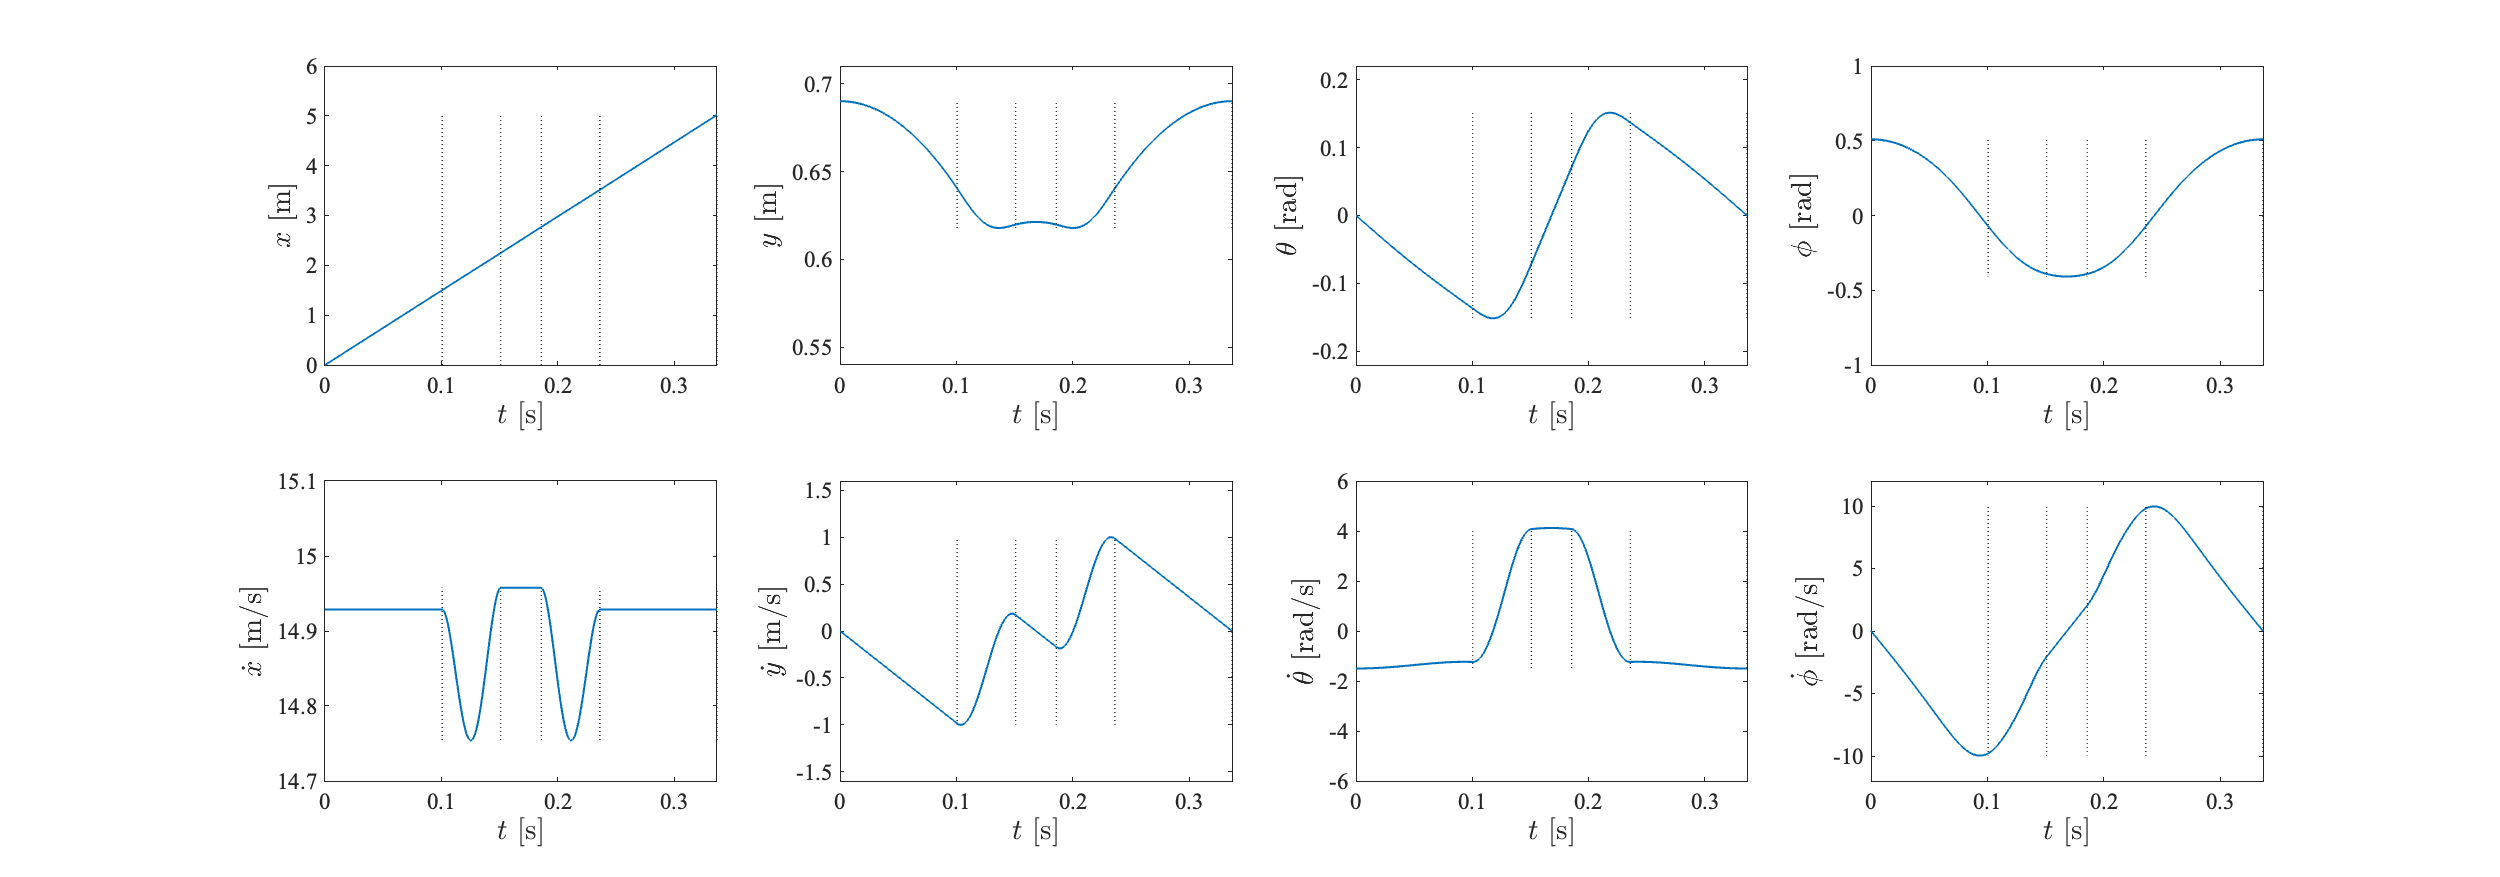 6
5
4
3
2
1
0
0 0.1 0.2 0.3
x [m]
t [s]
0.7
0.65
0.6
0.55
0 0.1 0.2 0.3
y [m]
t [s]
0.2
0.1
0
-0.1
-0.2
0 0.1 0.2 0.3
θ [rad]
t [s]
1
0.5
0
-0.5
-1
0 0.1 0.2 0.3
ϕ [rad]
t [s]
15.1
15
14.9
14.8
14.7
0 0.1 0.2 0.3
ẋ [m/s]
t [s]
1.5
1
0.5
0
-0.5
-1
-1.5
0 0.1 0.2 0.3
ẏ [m/s]
t [s]
6
4
2
0
-2
-4
-6
0 0.1 0.2 0.3
θ̇ [rad/s]
t [s]
10
5
0
-5
-10
0 0.1 0.2 0.3
ϕ̇ [rad/s]
t [s]